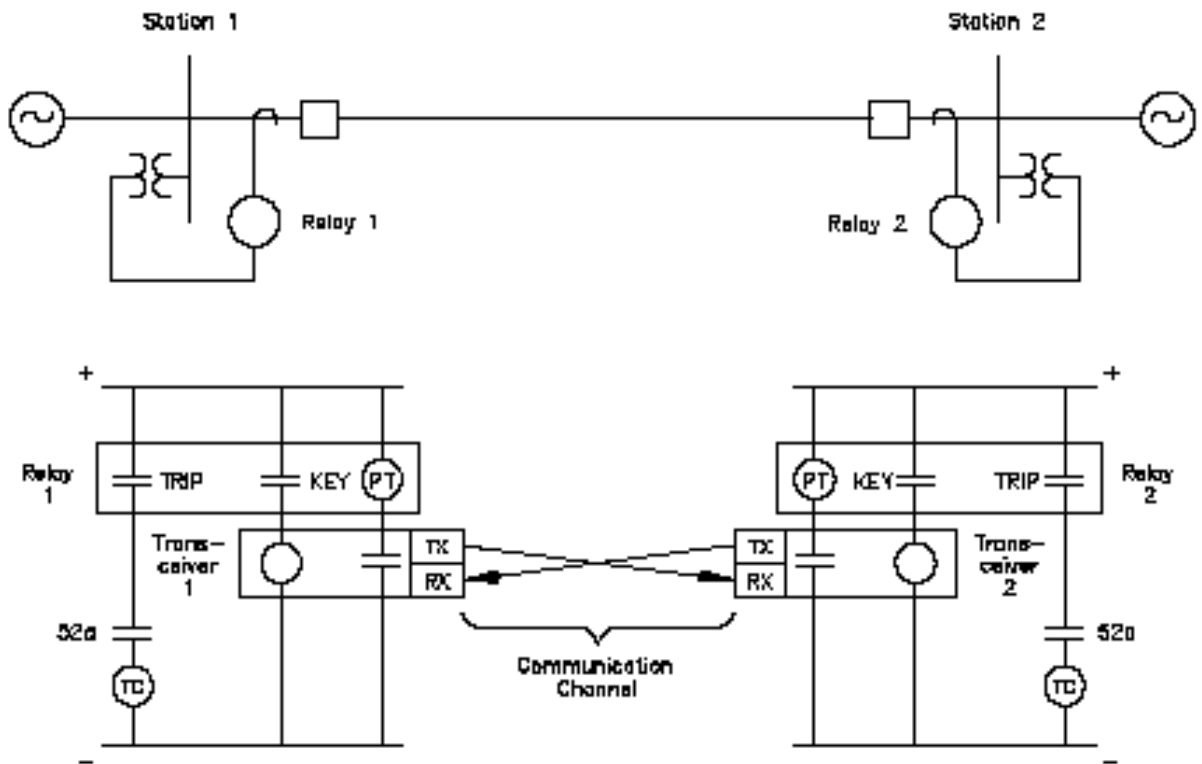 Station 1
Station 2
Relay 1
Relay 2
+
+
Relay
1
TRIP
KEY
PT
PT
KEY
TRIP
Relay
2
Trans-
ceiver
1
TX
RX
TX
RX
Trans-
ceiver
2
52a
52a
Communication
Channel
TC
TC
-
-